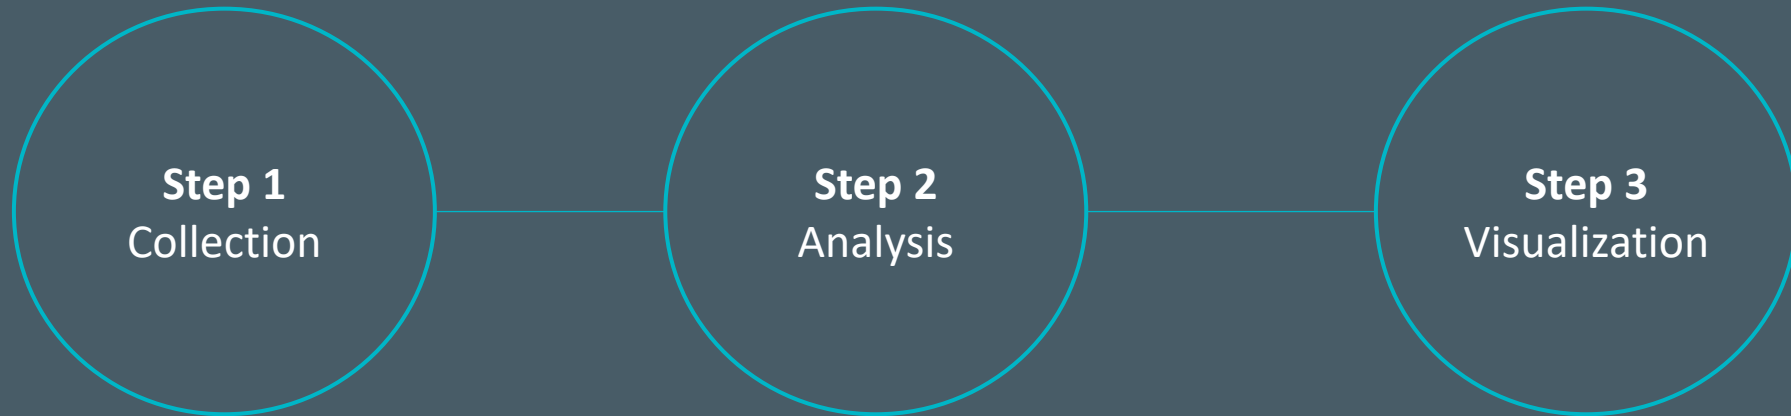 Step 1
Collection
Step 2
Analysis
Step 3
Visualization